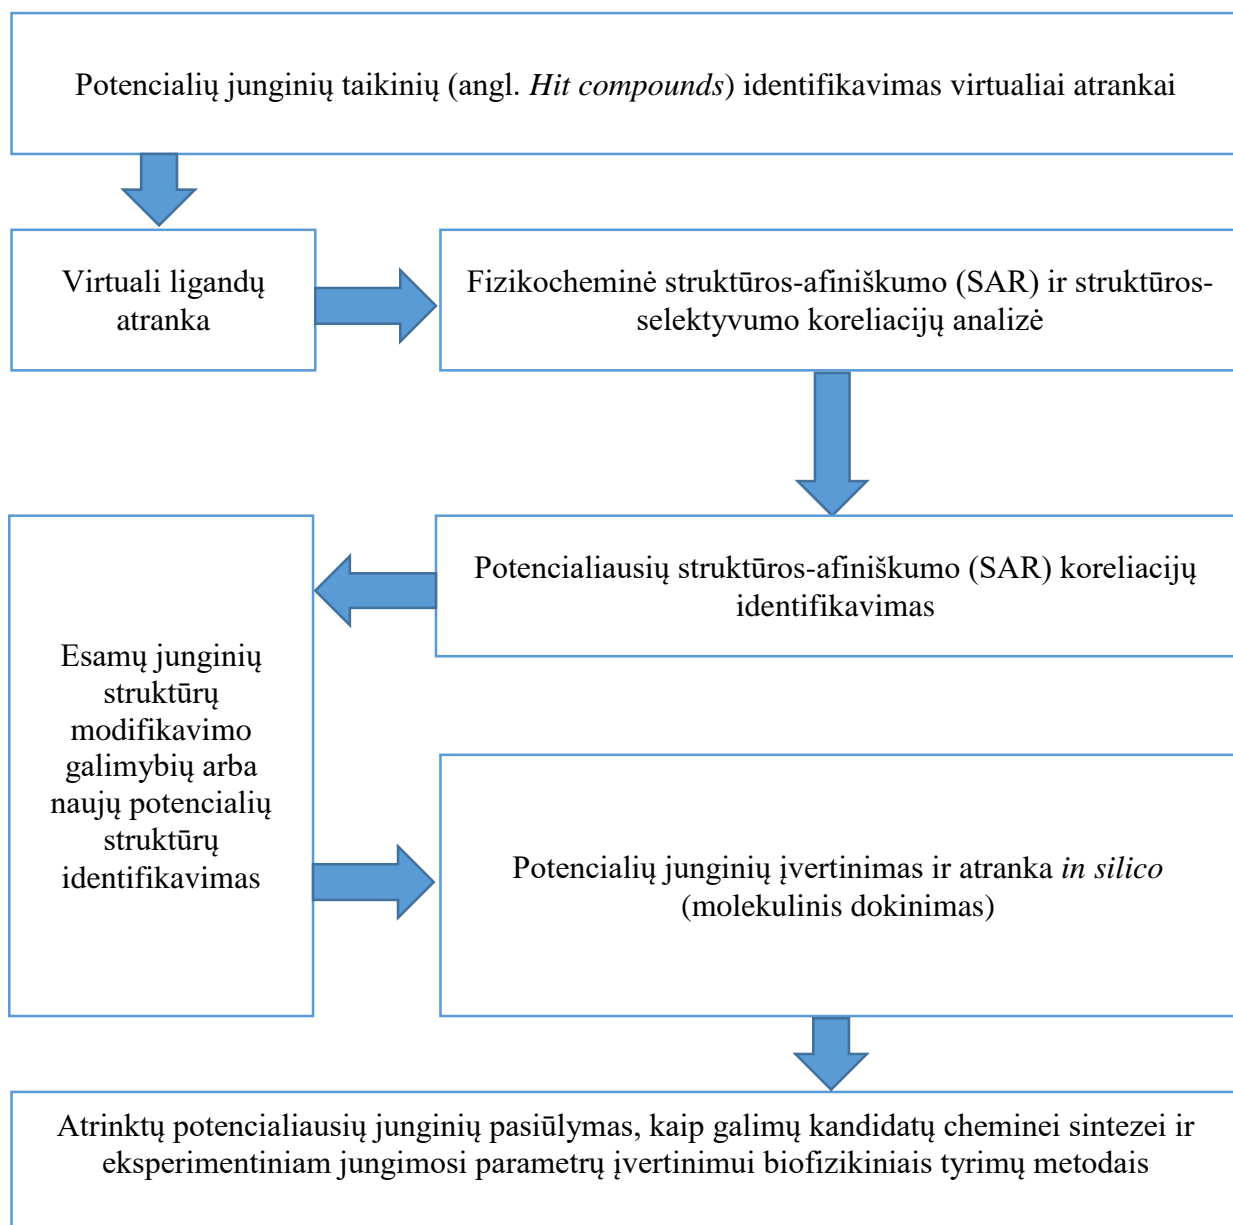 Potencialių junginių taikinių (angl. Hit compounds) identifikavimas virtualiai atrankai
Virtuali ligandų
atranka
Fizikocheminė struktūros-afiniškumo (SAR) ir struktūros-
selektyvumo koreliacijų analizė
Potencialiausių struktūros-afiniškumo (SAR) koreliacijų
identifikavimas
Esamų junginių
struktūrų
modifikavimo
galimybių arba
naujų potencialių
struktūrų
identifikavimas
Potencialių junginių įvertinimas ir atranka in silico
(molekulinis dokinimas)
Atrinktų potencialiausių junginių pasiūlymas, kaip galimų kandidatų cheminei sintezei ir
eksperimentiniam jungimosi parametrų įvertinimui biofizikiniais tyrimų metodais